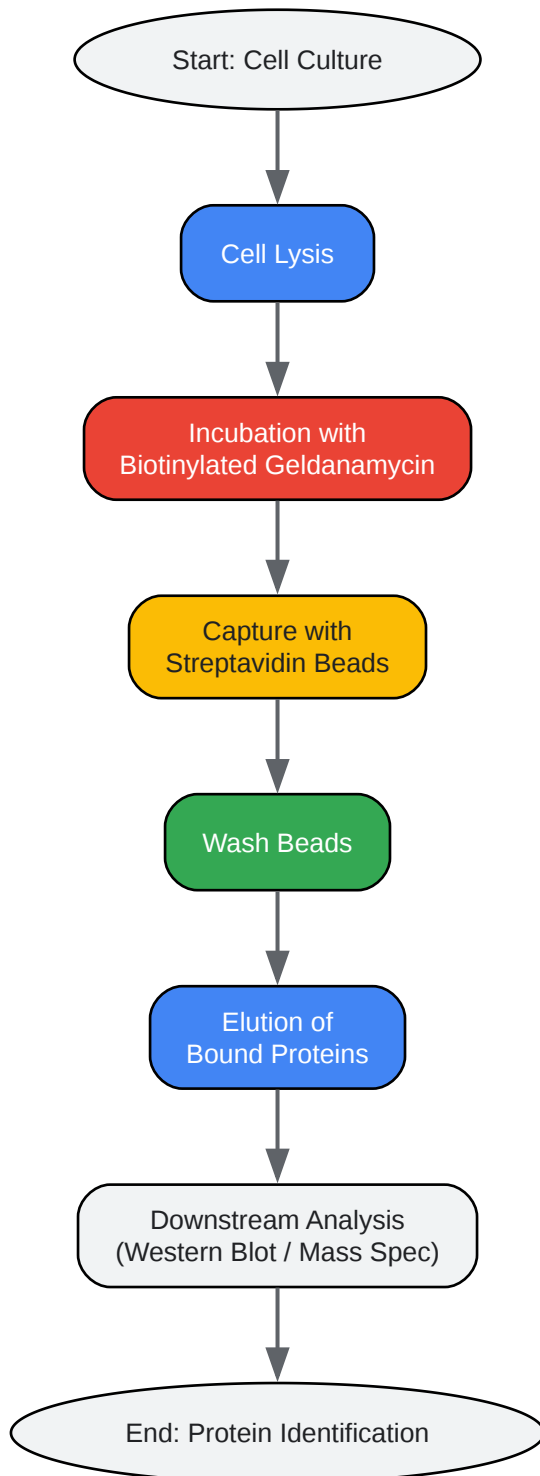 Start: Cell Culture
Cell Lysis
Incubation with
Biotinylated Geldanamycin
Capture with
Streptavidin Beads
Wash Beads
Elution of
Bound Proteins
Downstream Analysis
(Western Blot / Mass Spec)
End: Protein Identification